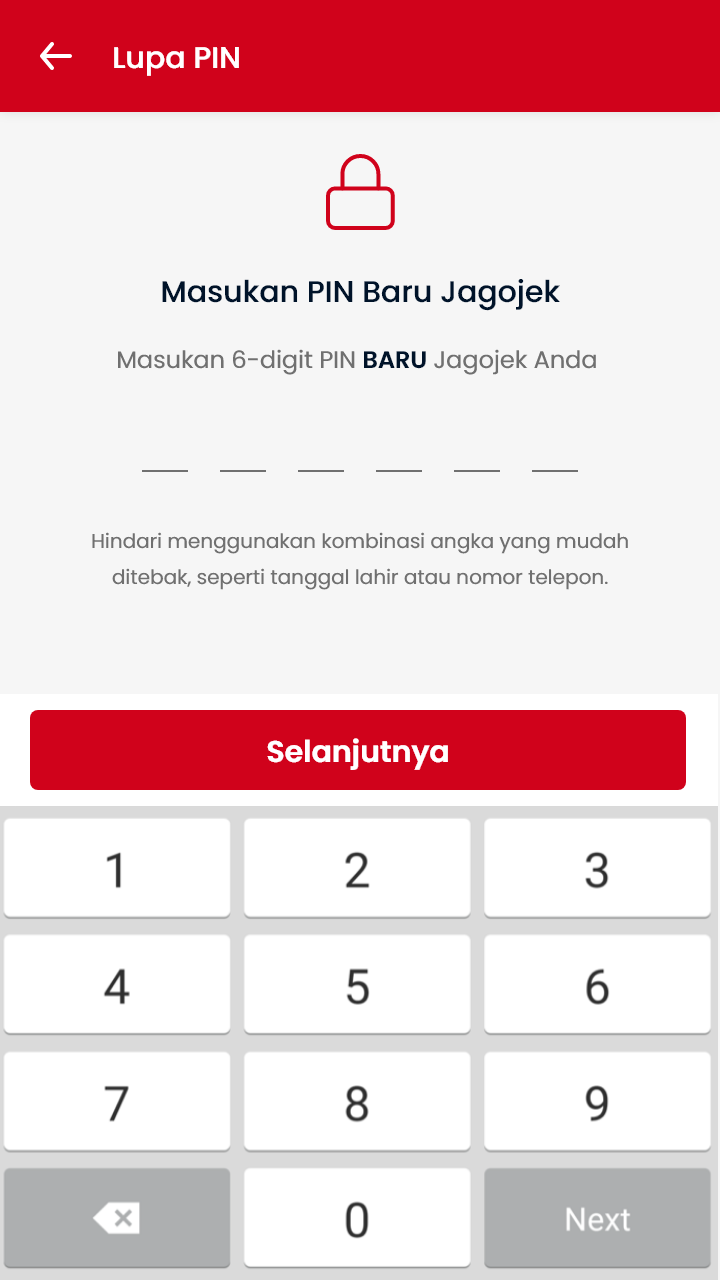 Lupa PIN
Masukan PIN Baru Jagojek
Masukan 6-digit PIN BARU Jagojek Anda
Hindari menggunakan kombinasi angka yang mudah
ditebak, seperti tanggal lahir atau nomor telepon.
Selanjutnya
1 2 3
4 5 6
7 8 9
0 Next